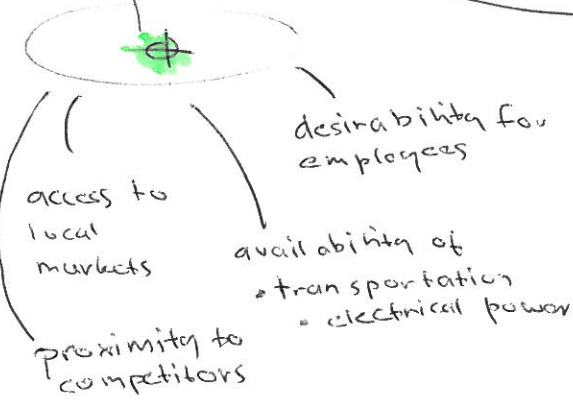 desirability for
employees
access to
local
markets
availability of
• transportation
• electrical power
proximity to
competitors